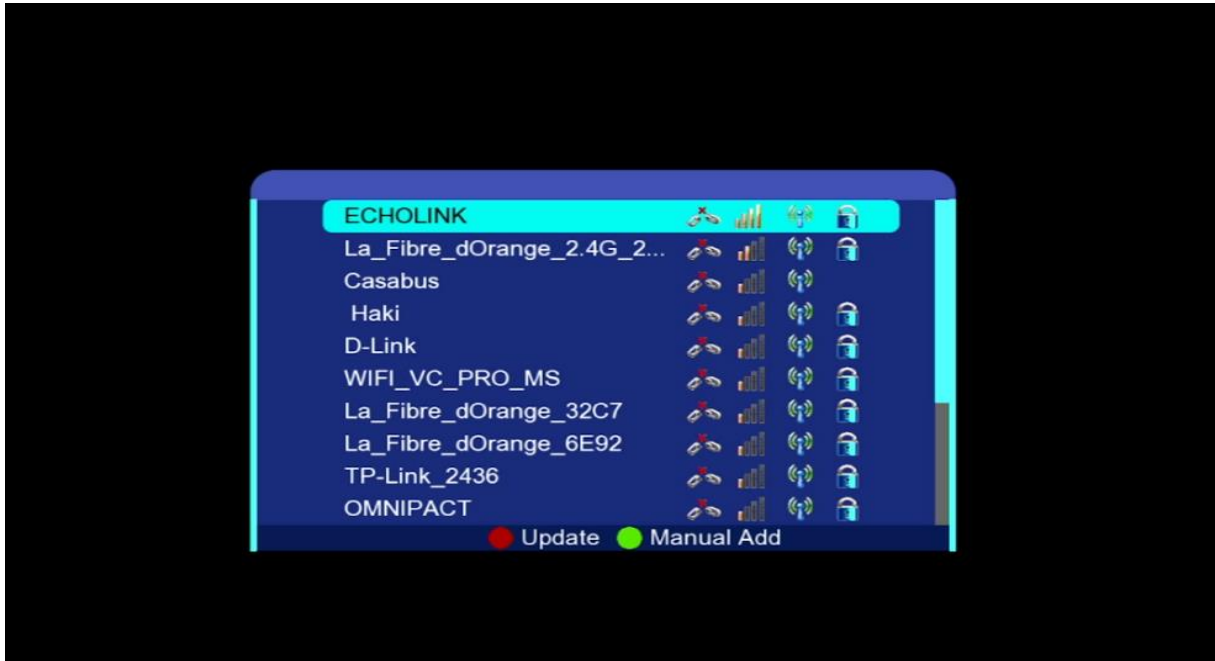 ECHOLINK
La_Fibre_dOrange_2.4G_2...
Casabus
Haki
D-Link
WIFI_VC_PRO_MS
La_Fibre_dOrange_32C7
La_Fibre_dOrange_6E92
TP-Link_2436
OMNIPACT
Update Manual Add